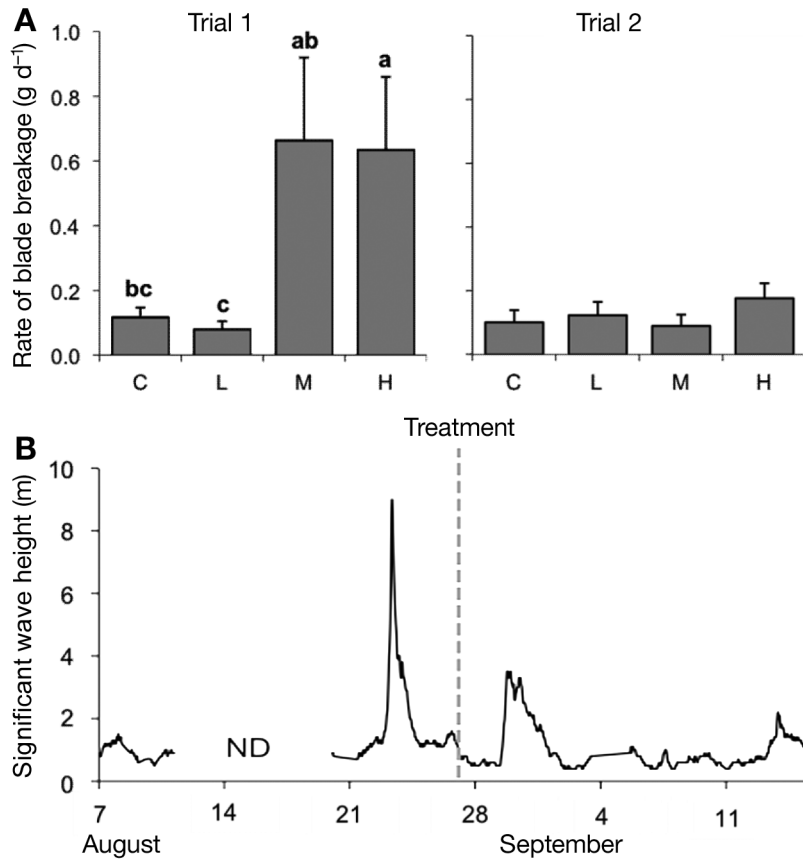 A
Trial 1
Trial 2
Rate of blade breakage (g d⁻¹)
1.0
0.8
0.6
0.4
0.2
0.0
bc
c
ab
a
C L M H
C L M H
Treatment
B
Significant wave height (m)
10
8
6
4
2
0
ND
7 14 21 28 4 11
August September